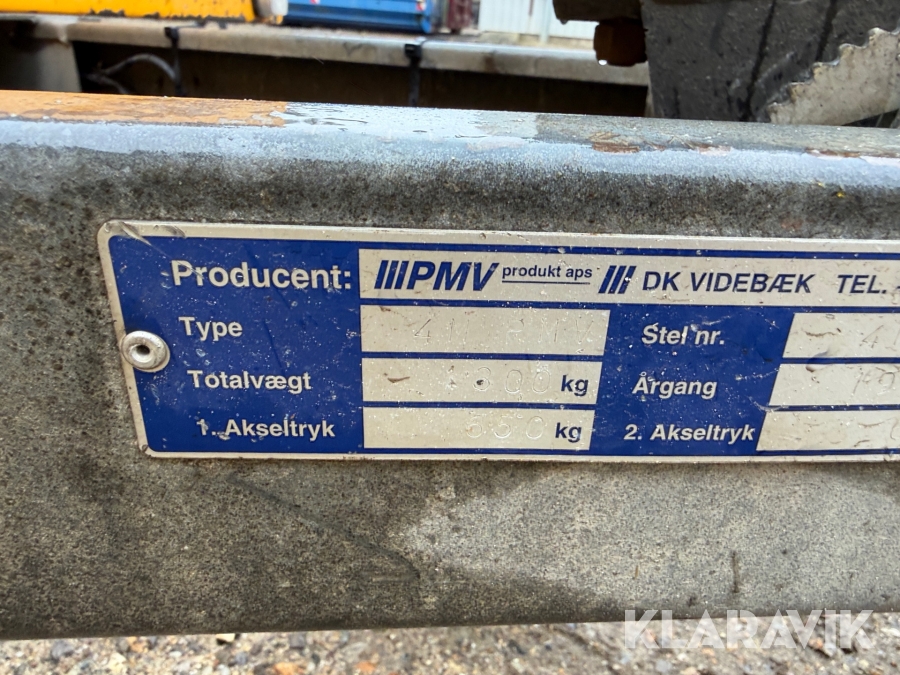 Producent: PMV produkt aps DK VIDEBÆK TEL.
Type Stel nr.
Totalvægt kg Årgang
1. Akseltryk kg 2. Akseltryk
KLARAVIK